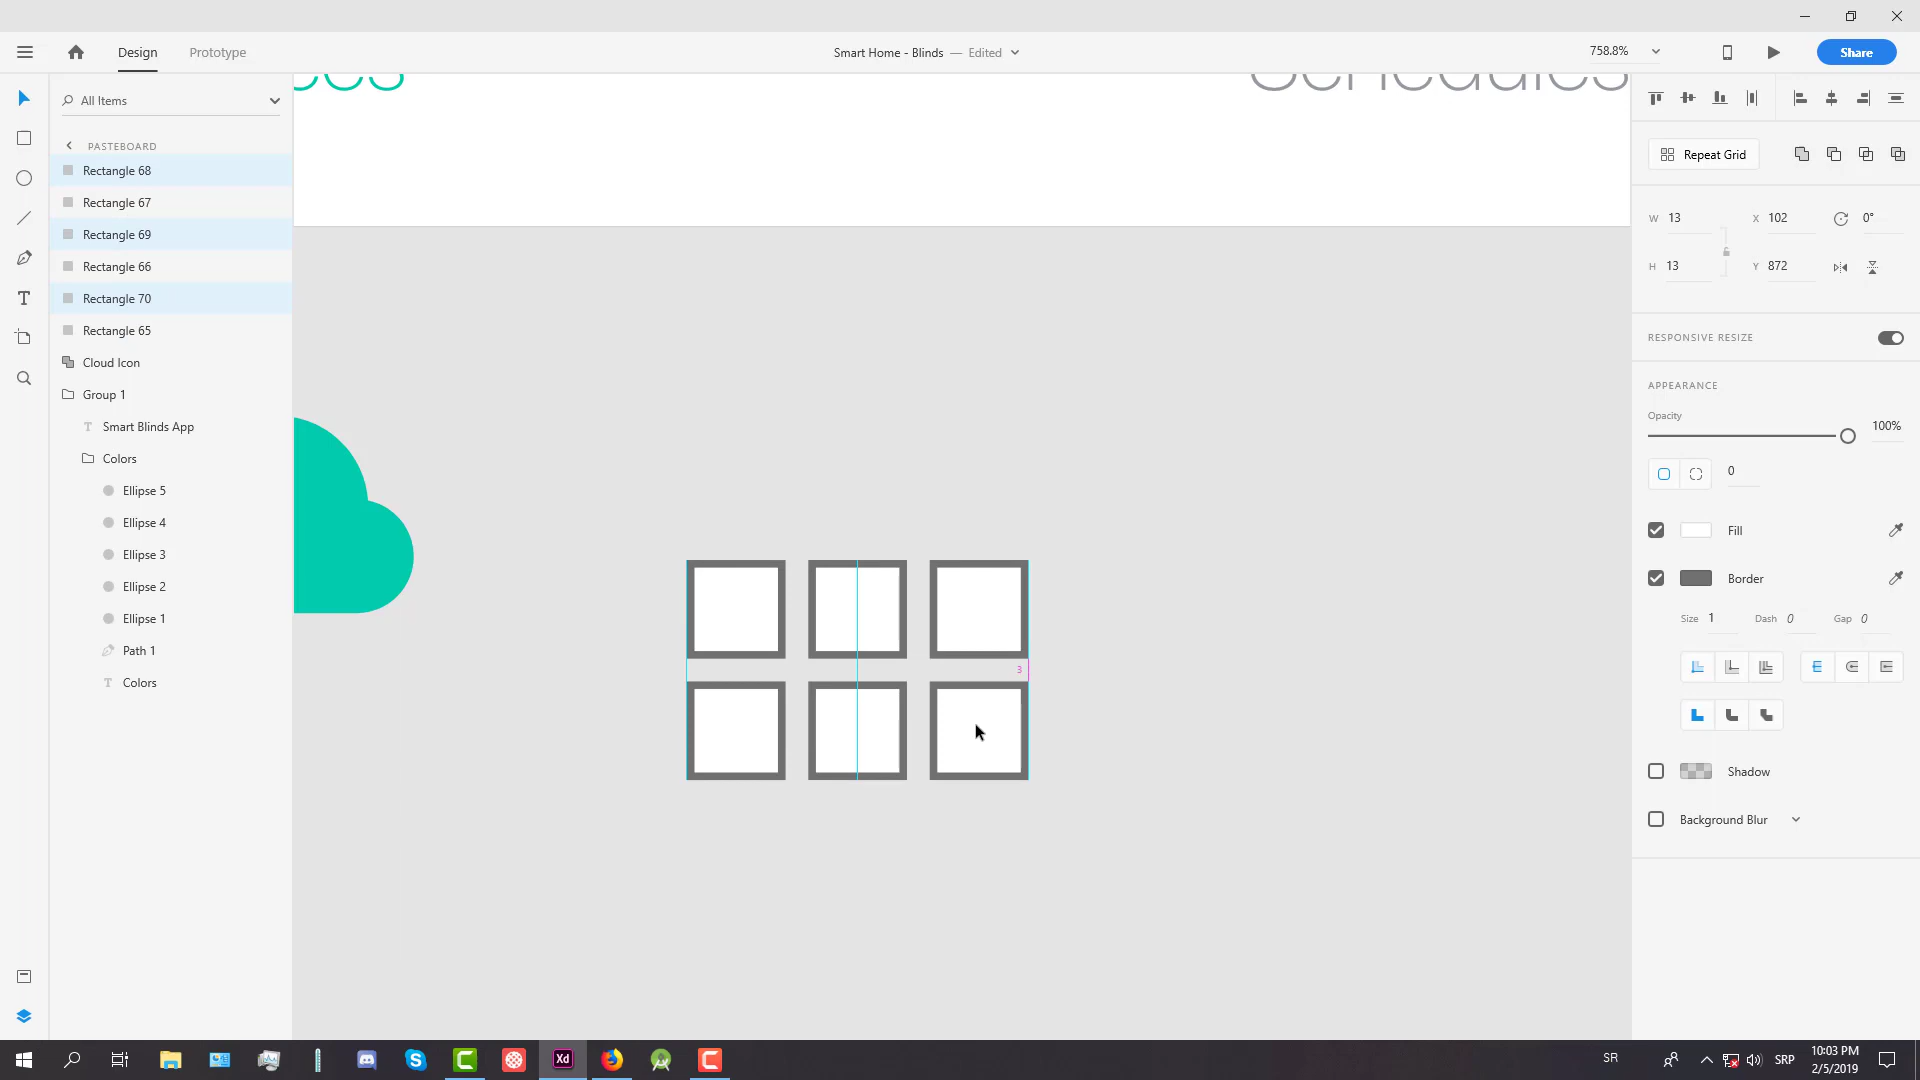 Design
Prototype
Smart Home - Blinds — Edited
758.8%
Share
All Items
PASTEBOARD
Rectangle 68
Rectangle 67
Rectangle 69
Rectangle 66
Rectangle 70
Rectangle 65
Cloud Icon
Group 1
Smart Blinds App
Colors
Ellipse 5
Ellipse 4
Ellipse 3
Ellipse 2
Ellipse 1
Path 1
Colors
Schedules
3
Repeat Grid
W 13 X 102 0°
H 13 Y 872
RESPONSIVE RESIZE
APPEARANCE
Opacity
100%
0
Fill
Border
Size 1 Dash 0 Gap 0
Shadow
Background Blur
Xd
SR
SRP
10:03 PM
2/5/2019